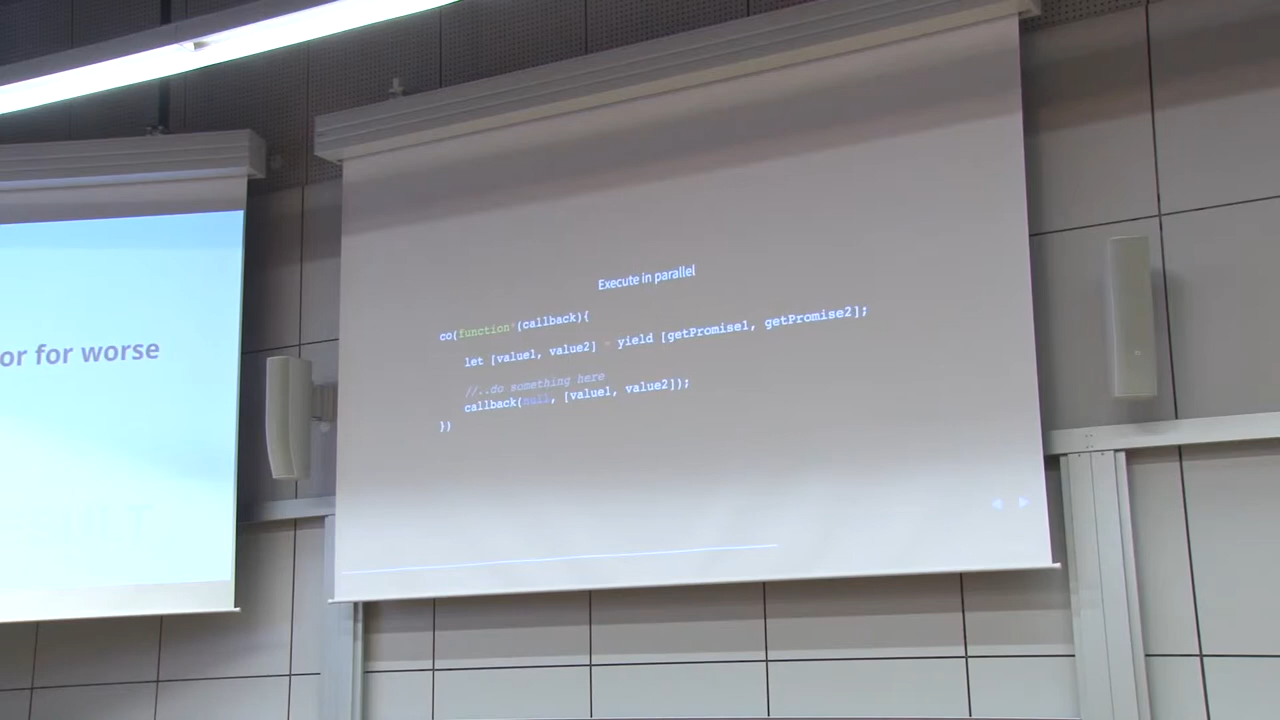 or for worse
Execute in parallel
co(function*(callback){
let [value1, value2] = yield [getPromise1, getPromise2];
//..do something here
callback(null, [value1, value2]);
})